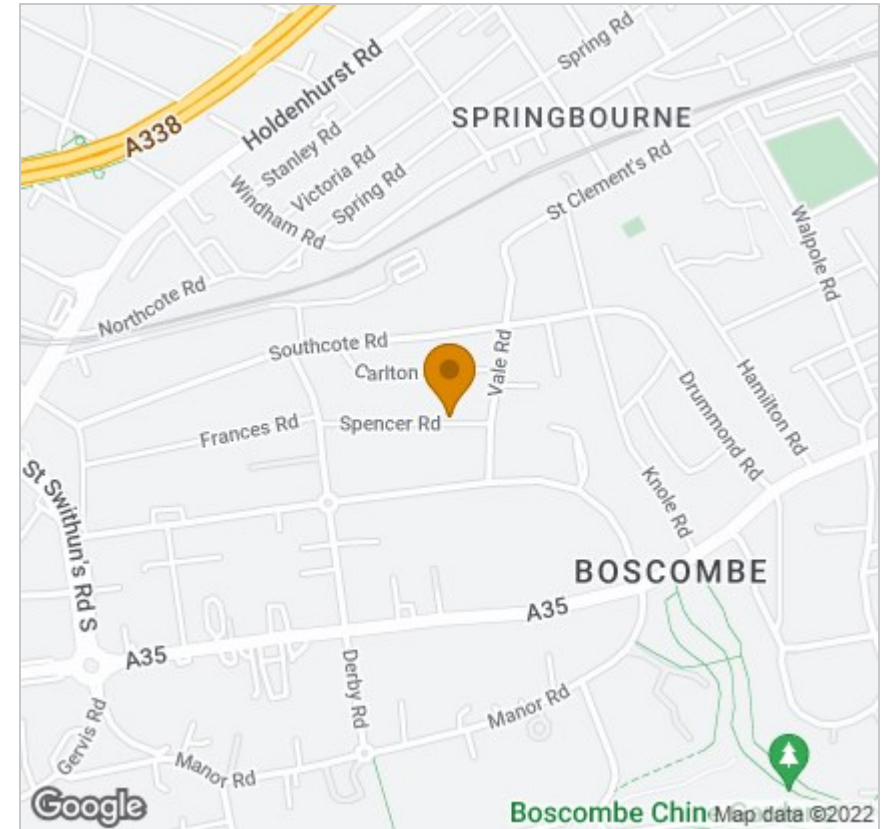 Holdenhurst Rd
Spring Rd
A338
SPRINGBOURNE
Stanley Rd
Victoria Rd
Spring Rd
Windham Rd
St Clement's Rd
Walpole Rd
Northcote Rd
Southcote Rd
Vale Rd
Carlton
Hamilton Rd
Drummond Rd
Frances Rd
Spencer Rd
St Swithun's Rd S
Knole Rd
BOSCOMBE
A35
A35
Derby Rd
Manor Rd
Gervis Rd
Manor Rd
Google
Boscombe Chine
Map data ©2022